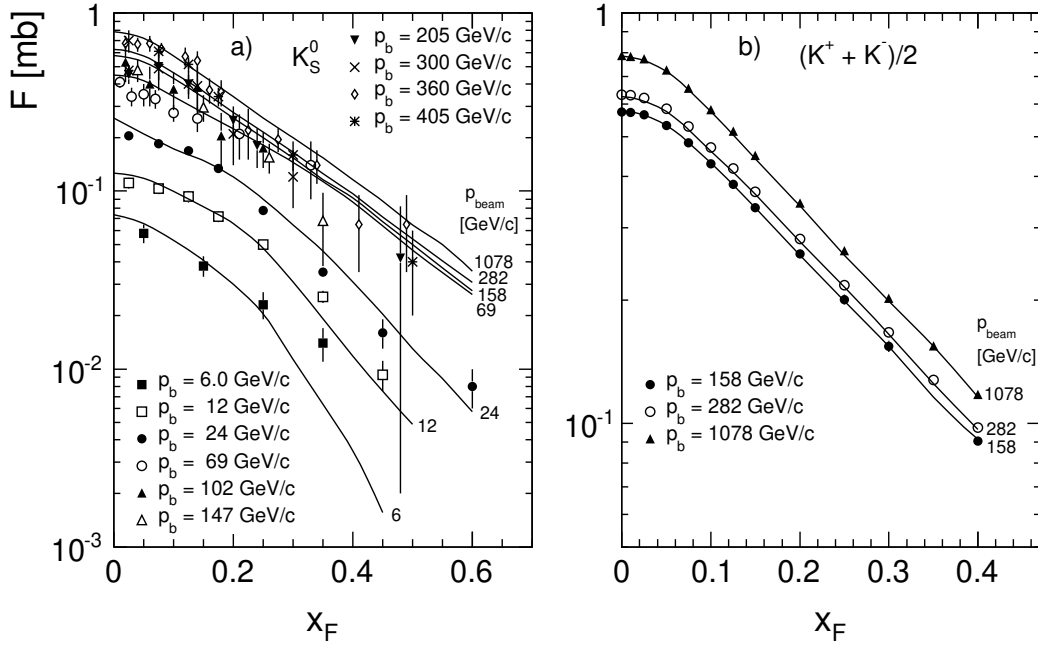 F [mb]
a) K_S^0
p_b = 205 GeV/c
p_b = 300 GeV/c
p_b = 360 GeV/c
p_b = 405 GeV/c
p_beam
[GeV/c]
1078
282
158
69
24
12
6
p_b = 6.0 GeV/c
p_b = 12 GeV/c
p_b = 24 GeV/c
p_b = 69 GeV/c
p_b = 102 GeV/c
p_b = 147 GeV/c
1
10^-1
10^-2
10^-3
0 0.2 0.4 0.6
x_F
b) (K^+ + K^-)/2
p_beam
[GeV/c]
1078
282
158
p_b = 158 GeV/c
p_b = 282 GeV/c
p_b = 1078 GeV/c
1
10^-1
0 0.1 0.2 0.3 0.4
x_F